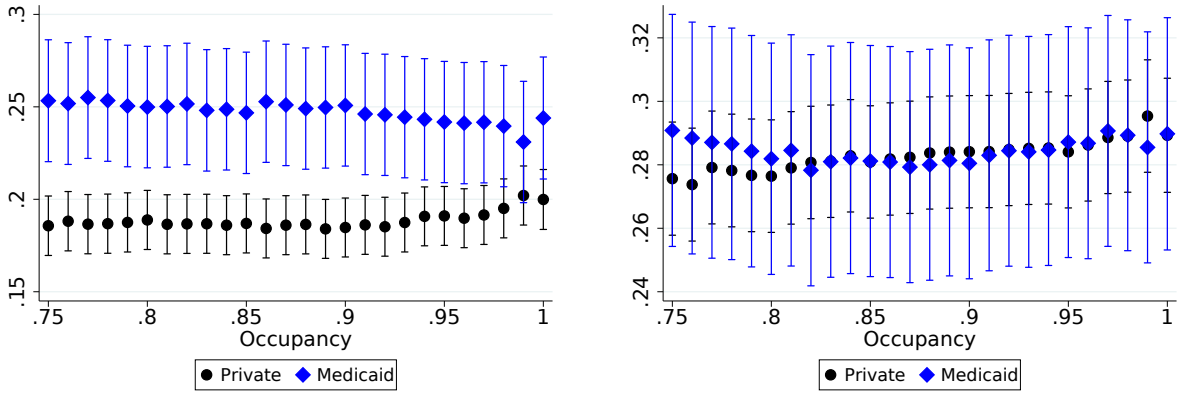 .3
.25
.2
.15
.75 .8 .85 .9 .95 1
Occupancy
Private Medicaid
.32
.3
.28
.26
.24
.75 .8 .85 .9 .95 1
Occupancy
Private Medicaid